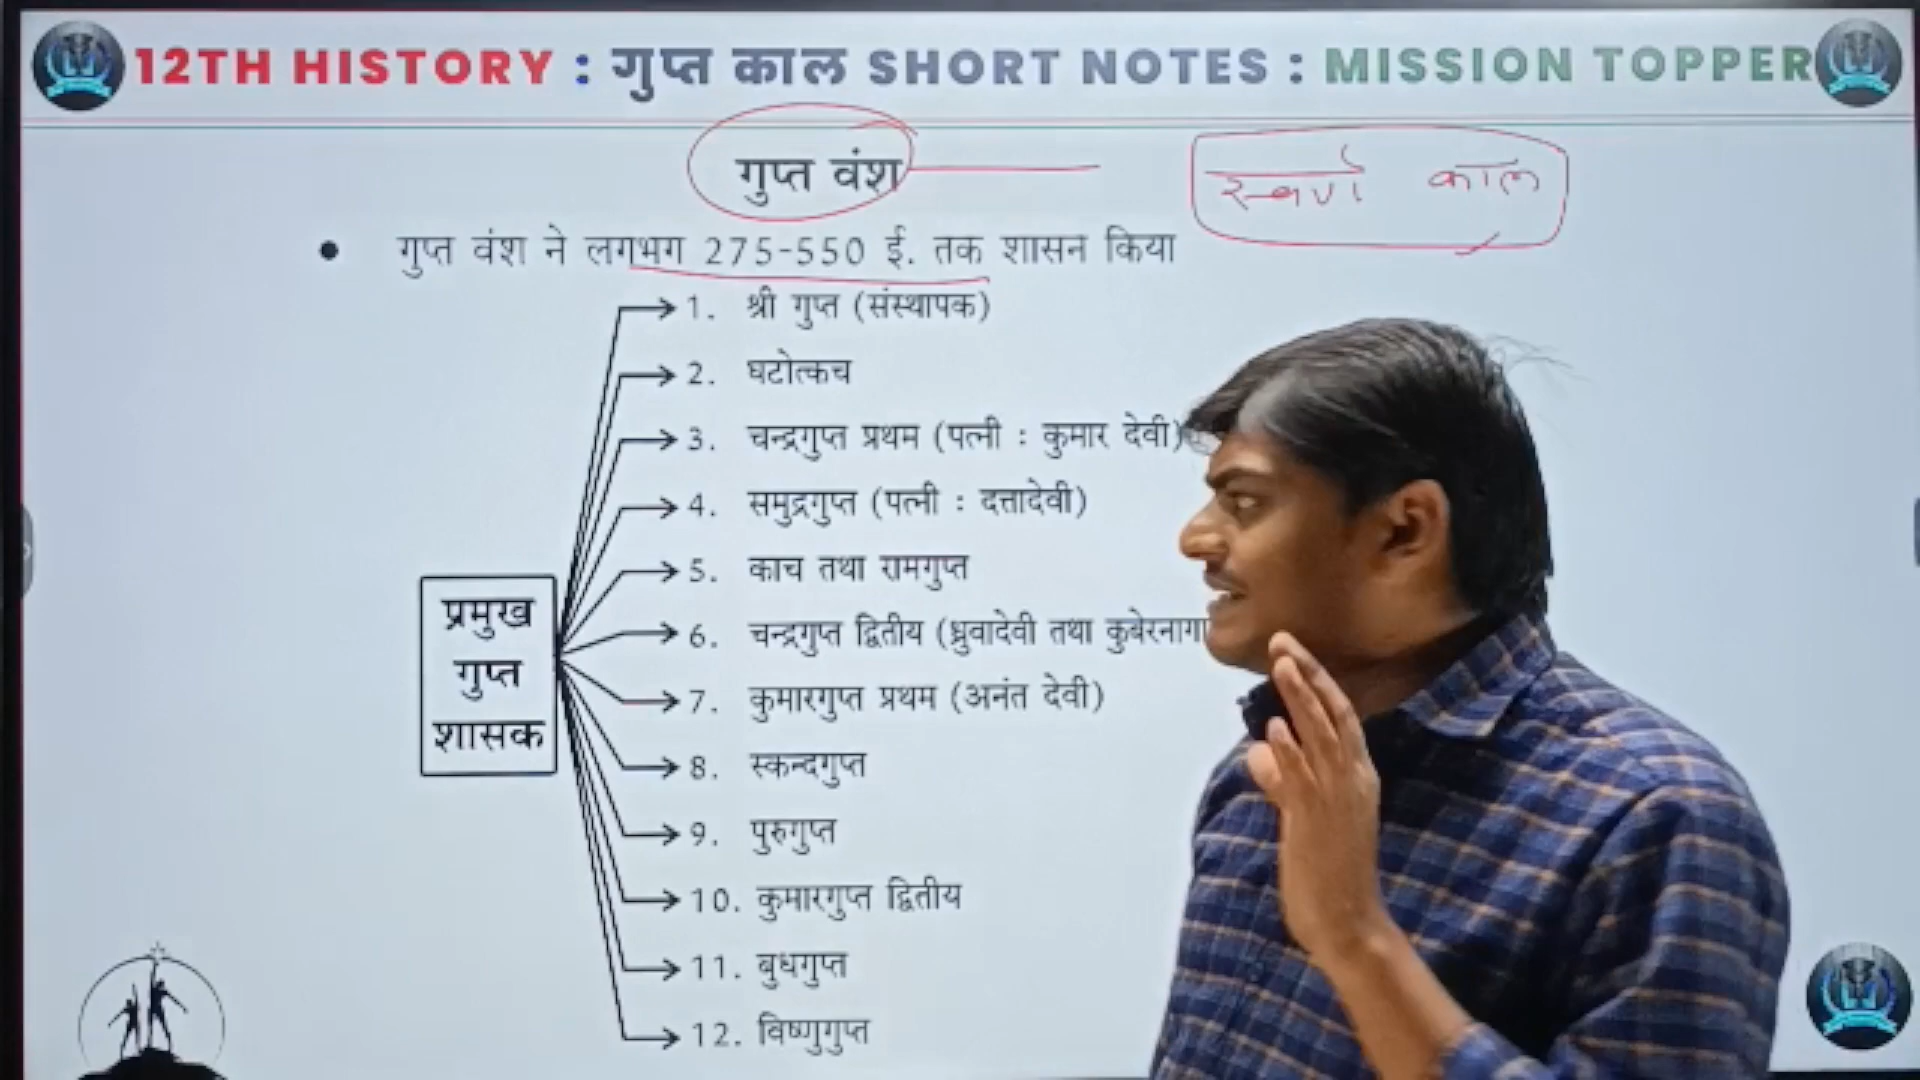 12TH HISTORY : गुप्त काल SHORT NOTES : MISSION TOPPER
गुप्त वंश
स्वर्ण काल
• गुप्त वंश ने लगभग 275-550 ई. तक शासन किया
1. श्री गुप्त (संस्थापक)
2. घटोत्कच
3. चन्द्रगुप्त प्रथम (पत्नी : कुमार देवी)
4. समुद्रगुप्त (पत्नी : दत्तादेवी)
5. काच तथा रामगुप्त
6. चन्द्रगुप्त द्वितीय (ध्रुवादेवी तथा कुबेरनागा
प्रमुख
गुप्त
शासक
7. कुमारगुप्त प्रथम (अनंत देवी)
8. स्कन्दगुप्त
9. पुरुगुप्त
10. कुमारगुप्त द्वितीय
11. बुधगुप्त
12. विष्णुगुप्त